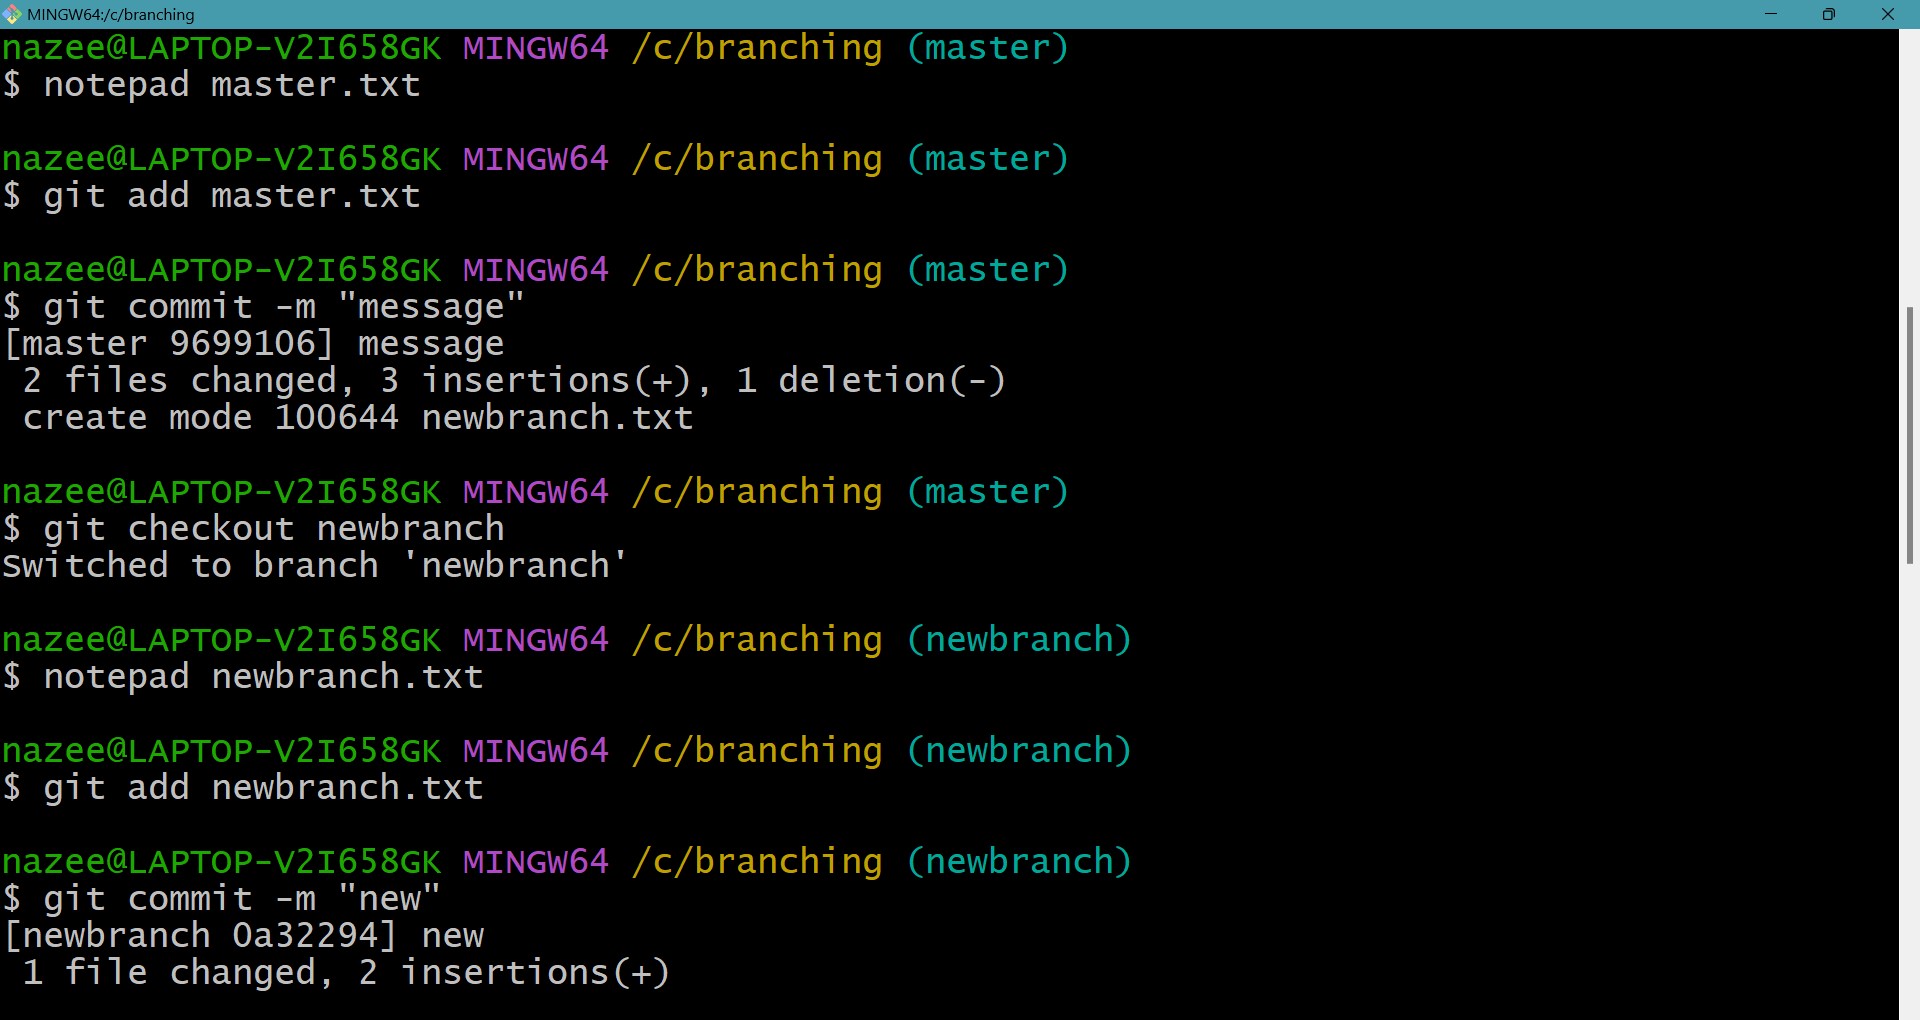 MINGW64:/c/branching
nazee@LAPTOP-V2I658GK MINGW64 /c/branching (master)
$ notepad master.txt
nazee@LAPTOP-V2I658GK MINGW64 /c/branching (master)
$ git add master.txt
nazee@LAPTOP-V2I658GK MINGW64 /c/branching (master)
$ git commit -m "message"
[master 9699106] message
 2 files changed, 3 insertions(+), 1 deletion(-)
 create mode 100644 newbranch.txt
nazee@LAPTOP-V2I658GK MINGW64 /c/branching (master)
$ git checkout newbranch
Switched to branch 'newbranch'
nazee@LAPTOP-V2I658GK MINGW64 /c/branching (newbranch)
$ notepad newbranch.txt
nazee@LAPTOP-V2I658GK MINGW64 /c/branching (newbranch)
$ git add newbranch.txt
nazee@LAPTOP-V2I658GK MINGW64 /c/branching (newbranch)
$ git commit -m "new"
[newbranch 0a32294] new
 1 file changed, 2 insertions(+)